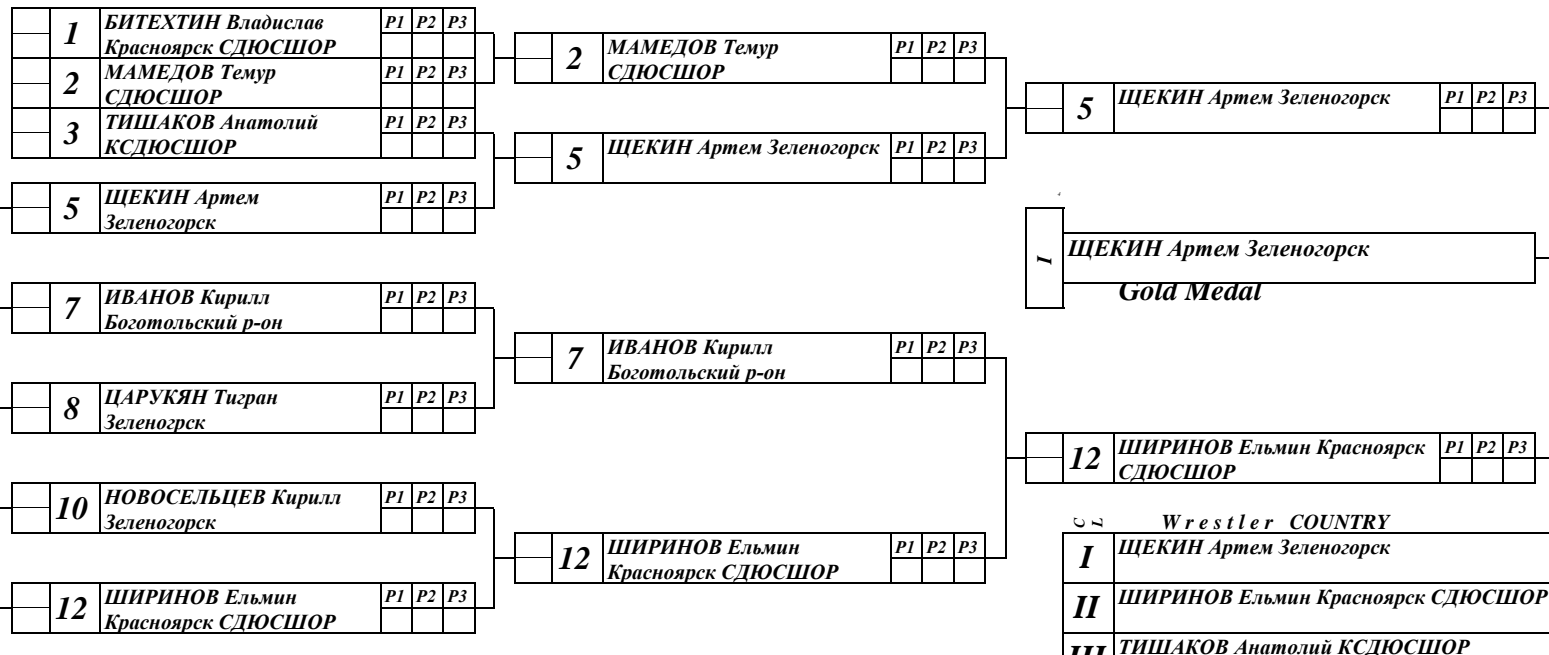 1 БИТЕХТИН Владислав P1 P2 P3
Красноярск СДЮСШОР
2 МАМЕДОВ Темур P1 P2 P3
СДЮСШОР
3 ТИШАКОВ Анатолий P1 P2 P3
КСДЮСШОР
5 ЩЕКИН Артем P1 P2 P3
Зеленогорск
7 ИВАНОВ Кирилл P1 P2 P3
Боготольский р-он
8 ЦАРУКЯН Тигран P1 P2 P3
Зеленогрск
10 НОВОСЕЛЬЦЕВ Кирилл P1 P2 P3
Зеленогорск
12 ШИРИНОВ Ельмин P1 P2 P3
Красноярск СДЮСШОР
2 МАМЕДОВ Темур P1 P2 P3
СДЮСШОР
5 ЩЕКИН Артем Зеленогорск P1 P2 P3
7 ИВАНОВ Кирилл P1 P2 P3
Боготольский р-он
12 ШИРИНОВ Ельмин P1 P2 P3
Красноярск СДЮСШОР
5 ЩЕКИН Артем Зеленогорск P1 P2 P3
I ЩЕКИН Артем Зеленогорск
Gold Medal
12 ШИРИНОВ Ельмин Красноярск P1 P2 P3
СДЮСШОР
CL Wrestler COUNTRY
I ЩЕКИН Артем Зеленогорск
II ШИРИНОВ Ельмин Красноярск СДЮСШОР
III ТИШАКОВ Анатолий КСДЮСШОР